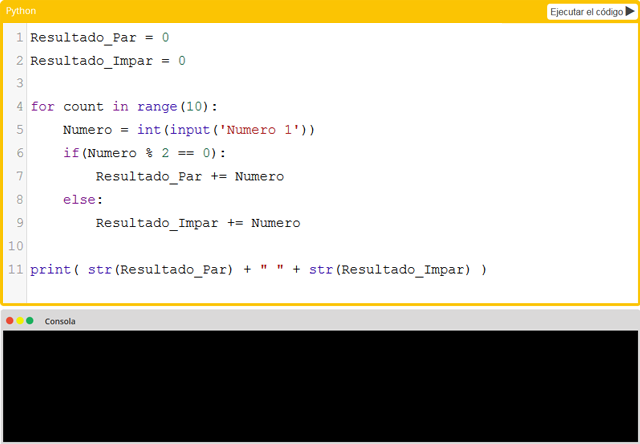 Python
Ejecutar el código
1 Resultado_Par = 0
2 Resultado_Impar = 0
3
4 for count in range(10):
5     Numero = int(input('Numero 1'))
6     if(Numero % 2 == 0):
7         Resultado_Par += Numero
8     else:
9         Resultado_Impar += Numero
10
11 print( str(Resultado_Par) + " " + str(Resultado_Impar) )
Consola